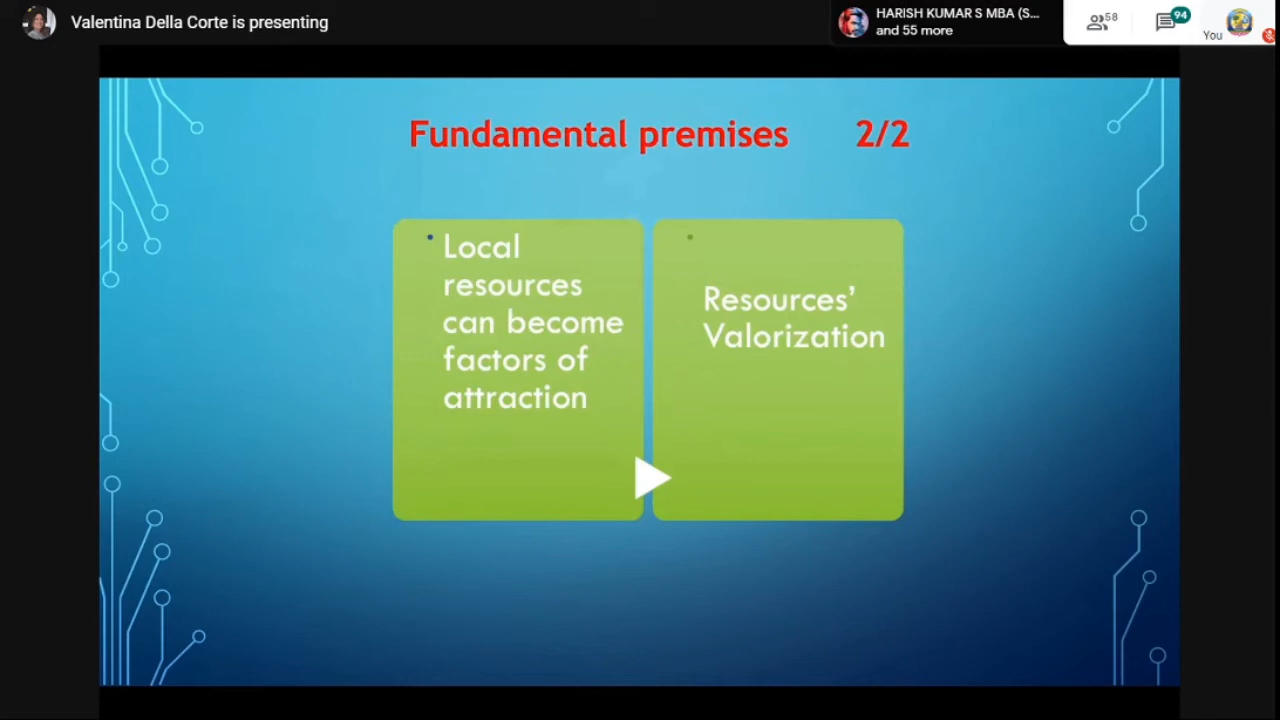 Valentina Della Corte is presenting
HARISH KUMAR S MBA (S...
and 55 more
58
94
You
Fundamental premises 2/2
• Local
resources
can become
factors of
attraction
•
Resources’
Valorization